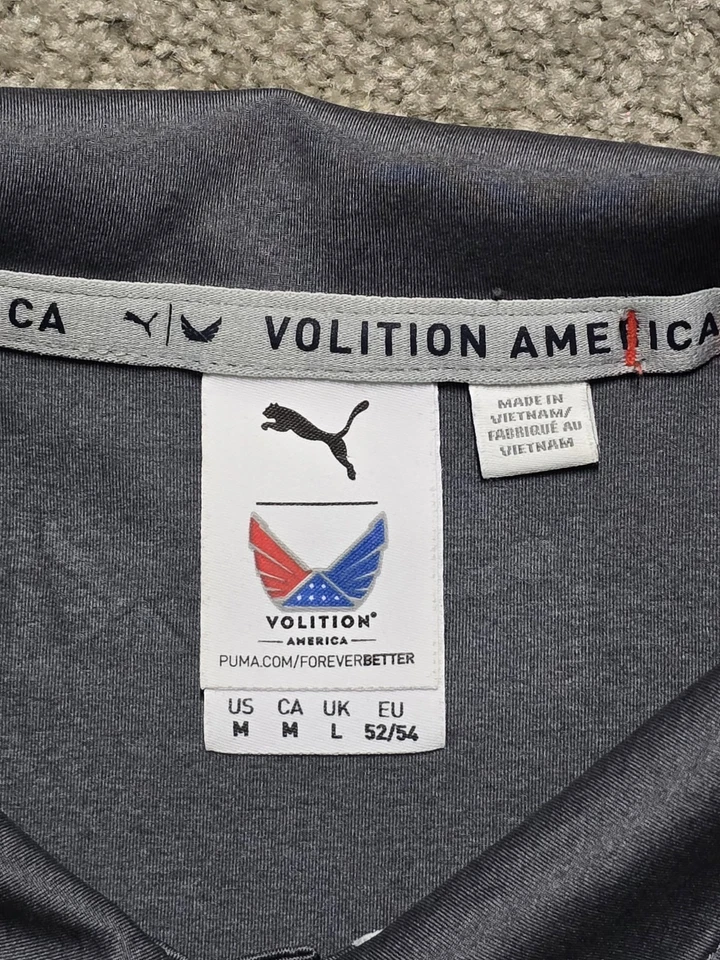 CA VOLITION AMERICA
MADE IN
VIETNAM/
FABRIQUÉ AU
VIETNAM
VOLITION®
AMERICA
PUMA.COM/FOREVERBETTER
US CA UK EU
M M L 52/54